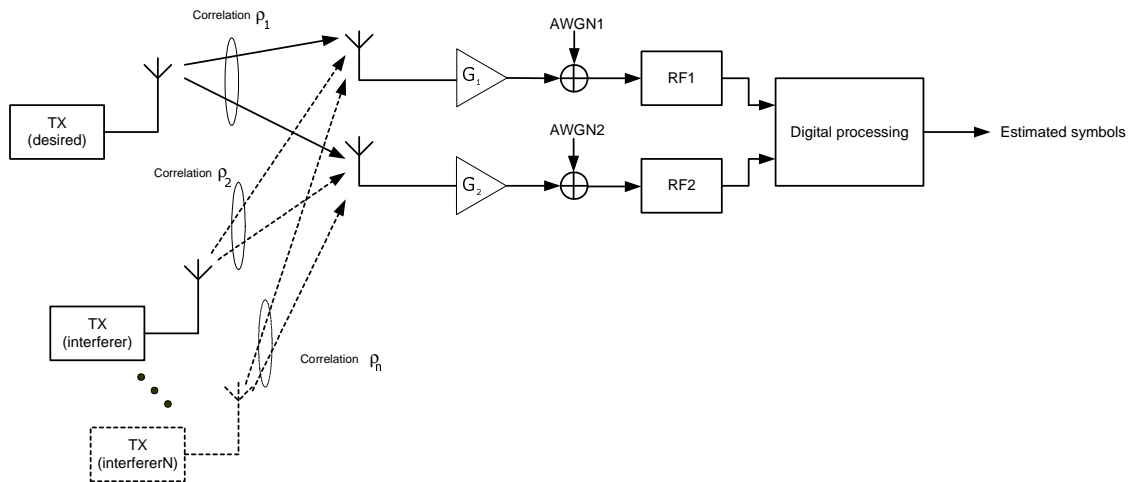 Correlation ρ1
AWGN1
G1
RF1
TX
(desired)
Digital processing
Estimated symbols
AWGN2
Correlation ρ2
G2
RF2
TX
(interferer)
Correlation ρn
TX
(interfererN)